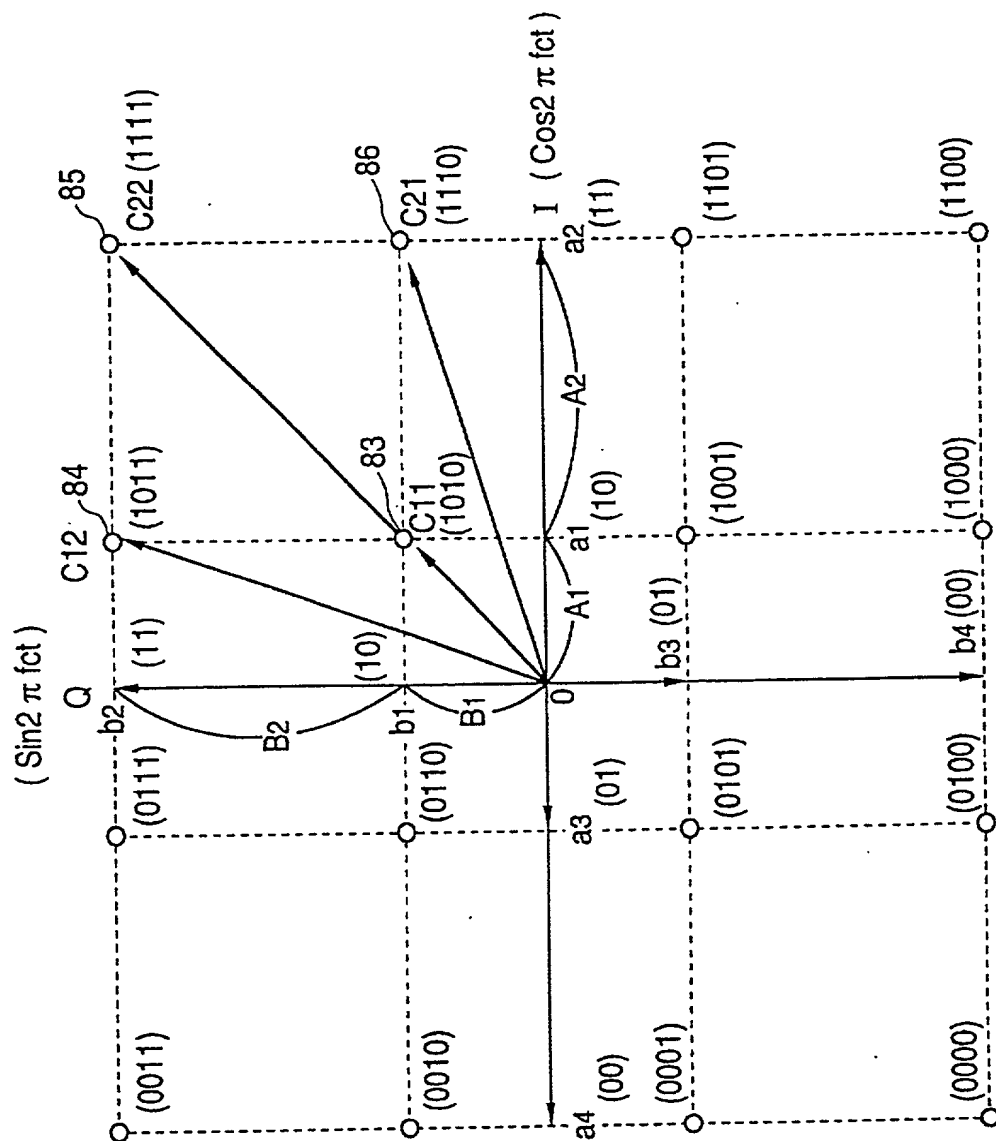 ( Sin2 π fct )
Q
84
85
C12
C22 (1111)
b2
(0011)
(0111)
(11)
(1011)
B2
83
86
(10)
C21
b1
C11
(0010)
(0110)
(1010)
(1110)
B1
0
A1
A2
I ( Cos2 π fct )
a4
a3
a1
a2
(00)
(01)
(10)
(11)
b3 (01)
(0001)
(0101)
(1001)
(1101)
b4 (00)
(0000)
(0100)
(1000)
(1100)